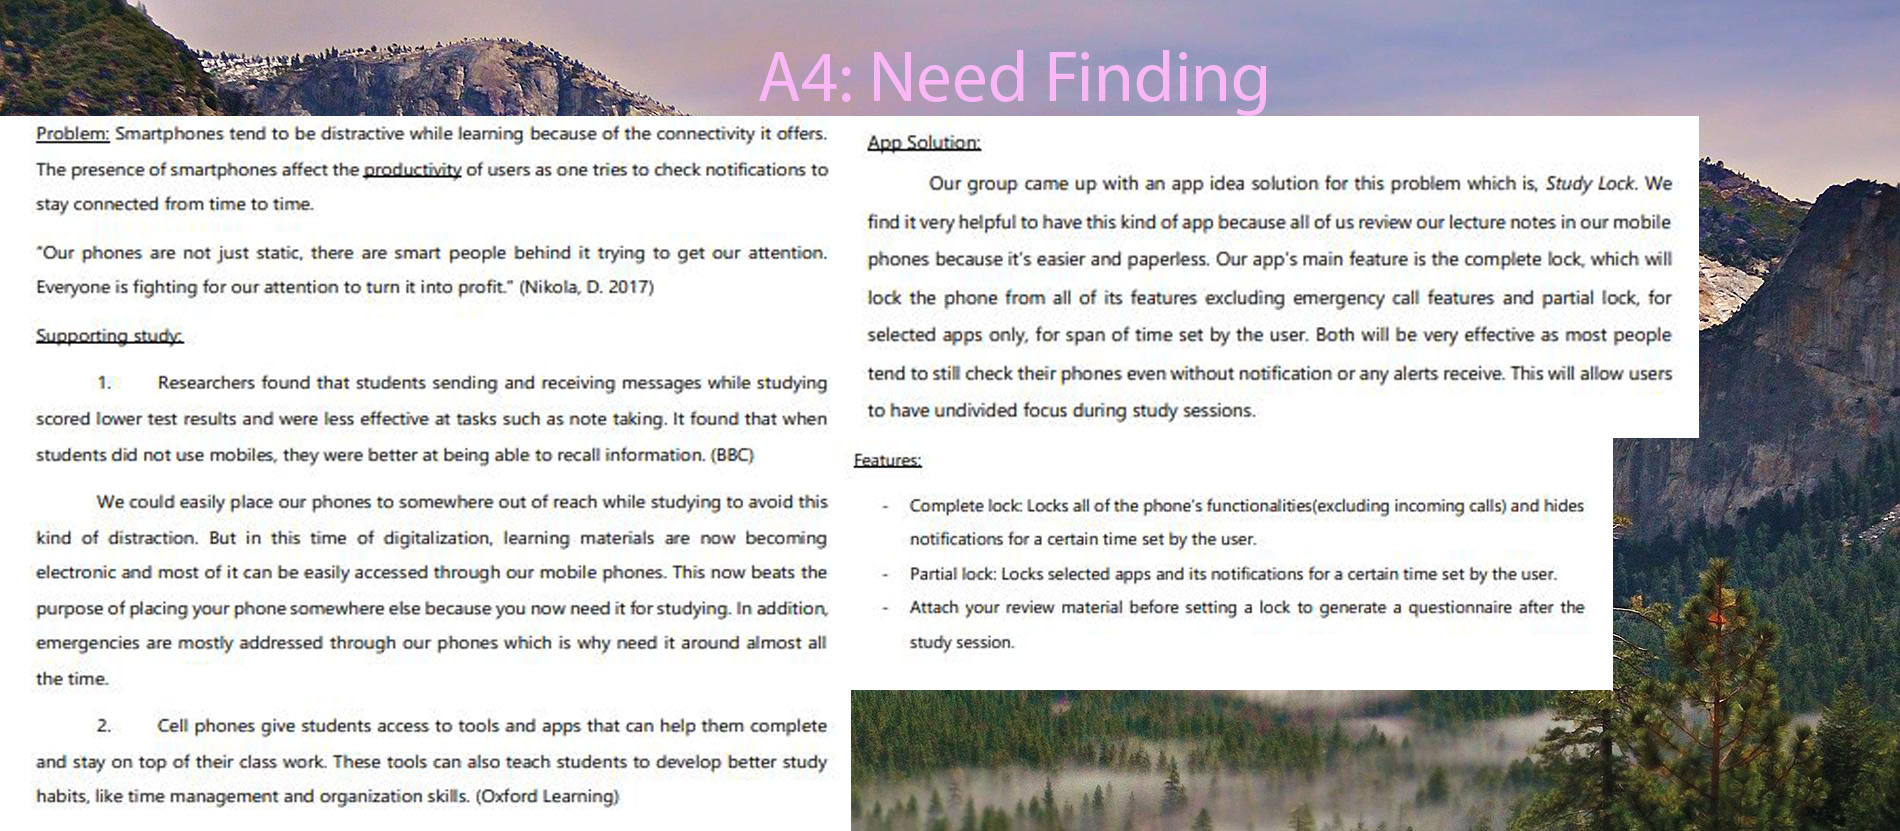 A4: Need Finding
Problem: Smartphones tend to be distractive while learning because of the connectivity it offers.
The presence of smartphones affect the productivity of users as one tries to check notifications to
stay connected from time to time.
"Our phones are not just static, there are smart people behind it trying to get our attention.
Everyone is fighting for our attention to turn it into profit." (Nikola, D. 2017)
Supporting study:
1. Researchers found that students sending and receiving messages while studying
scored lower test results and were less effective at tasks such as note taking. It found that when
students did not use mobiles, they were better at being able to recall information. (BBC)
We could easily place our phones to somewhere out of reach while studying to avoid this
kind of distraction. But in this time of digitalization, learning materials are now becoming
electronic and most of it can be easily accessed through our mobile phones. This now beats the
purpose of placing your phone somewhere else because you now need it for studying. In addition,
emergencies are mostly addressed through our phones which is why need it around almost all
the time.
2. Cell phones give students access to tools and apps that can help them complete
and stay on top of their class work. These tools can also teach students to develop better study
habits, like time management and organization skills. (Oxford Learning)
App Solution:
Our group came up with an app idea solution for this problem which is, Study Lock. We
find it very helpful to have this kind of app because all of us review our lecture notes in our mobile
phones because it's easier and paperless. Our app's main feature is the complete lock, which will
lock the phone from all of its features excluding emergency call features and partial lock, for
selected apps only, for span of time set by the user. Both will be very effective as most people
tend to still check their phones even without notification or any alerts receive. This will allow users
to have undivided focus during study sessions.
Features:
- Complete lock: Locks all of the phone's functionalities(excluding incoming calls) and hides
notifications for a certain time set by the user.
- Partial lock: Locks selected apps and its notifications for a certain time set by the user.
- Attach your review material before setting a lock to generate a questionnaire after the
study session.